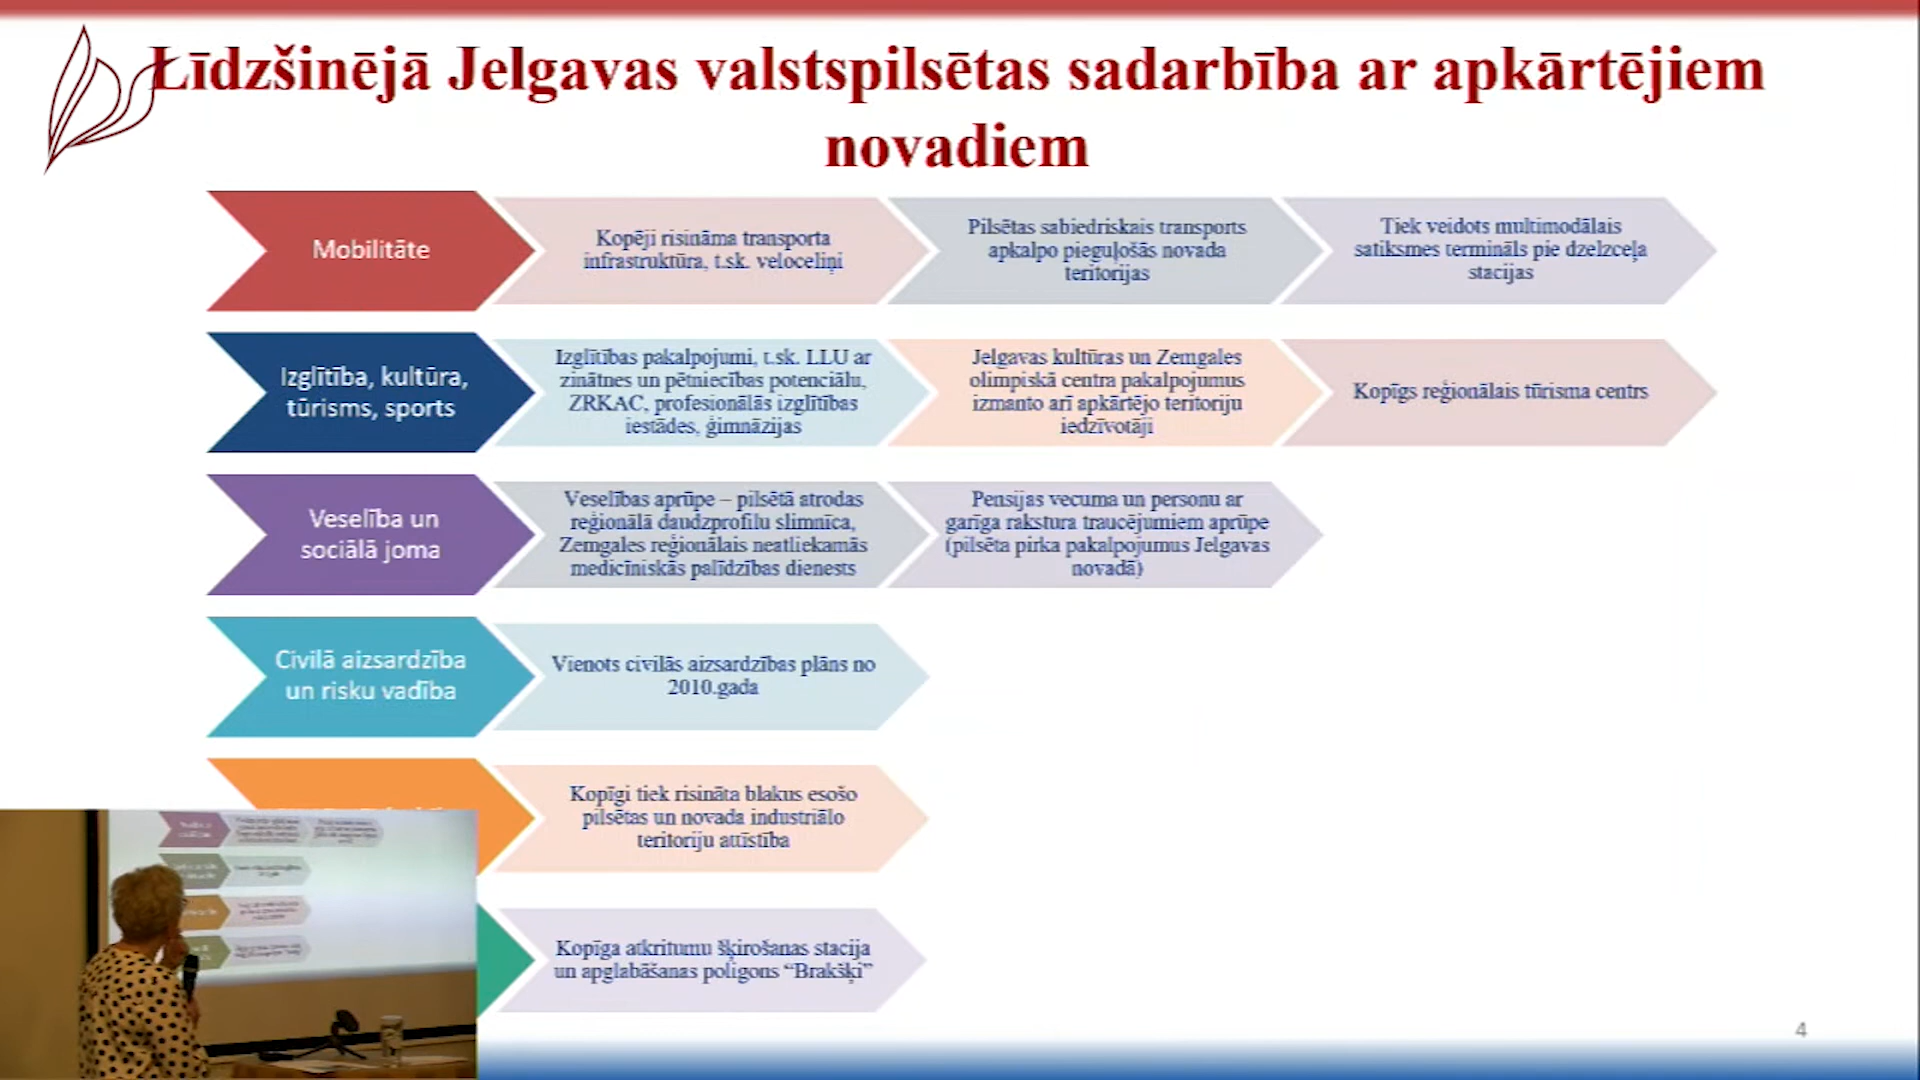 Līdzšinējā Jelgavas valstspilsētas sadarbība ar apkārtējiem
novadiem
Mobilitāte
Kopēji risināma transporta
infrastruktūra, t.sk. veloceliņi
Pilsētas sabiedriskais transports
apkalpo pieguļošās novada
teritorijas
Tiek veidots multimodālais
satiksmes termināls pie dzelzceļa
stacijas
Izglītība, kultūra,
tūrisms, sports
Izglītības pakalpojumi, t.sk. LLU ar
zinātnes un pētniecības potenciālu,
ZRKAC, profesionālās izglītības
iestādes, ģimnāzijas
Jelgavas kultūras un Zemgales
olimpiskā centra pakalpojumus
izmanto arī apkārtējo teritoriju
iedzīvotāji
Kopīgs reģionālais tūrisma centrs
Veselība un
sociālā joma
Veselības aprūpe – pilsētā atrodas
reģionālā daudzprofilu slimnīca,
Zemgales reģionālais neatliekamās
medicīniskās palīdzības dienests
Pensijas vecuma un personu ar
garīga rakstura traucējumiem aprūpe
(pilsēta pirka pakalpojumus Jelgavas
novadā)
Civilā aizsardzība
un risku vadība
Vienots civilās aizsardzības plāns no
2010.gada
Kopīgi tiek risināta blakus esošo
pilsētas un novada industriālo
teritoriju attīstība
Kopīga atkritumu šķirošanas stacija
un apglabāšanas poligons “Brakšķi”
4